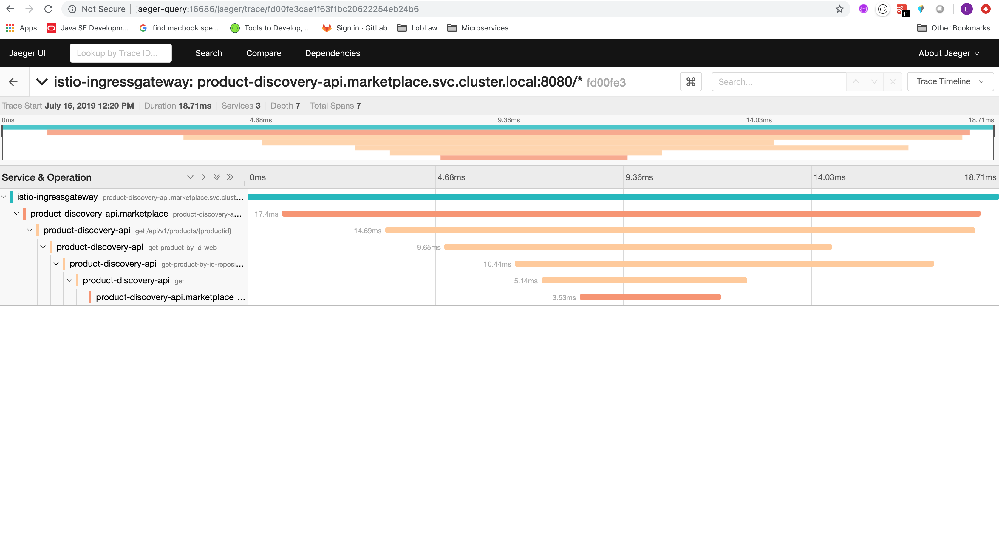 Not Secure jaeger-query:16686/jaeger/trace/fd00fe3cae1f63f1bc20622254eb24b6
11
L
Apps Java SE Developm... find macbook spe... Tools to Develop,... Sign in · GitLab LobLaw Microservices Other Bookmarks
Jaeger UI Lookup by Trace ID... Search Compare Dependencies About Jaeger
istio-ingressgateway: product-discovery-api.marketplace.svc.cluster.local:8080/* fd00fe3 ⌘ Search... Trace Timeline
Trace Start July 16, 2019 12:20 PM Duration 18.71ms Services 3 Depth 7 Total Spans 7
0ms 4.68ms 9.36ms 14.03ms 18.71ms
Service & Operation 0ms 4.68ms 9.36ms 14.03ms 18.71ms
istio-ingressgateway product-discovery-api.marketplace.svc.clust...
product-discovery-api.marketplace product-discovery-a... 17.4ms
product-discovery-api get /api/v1/products/{productid} 14.69ms
product-discovery-api get-product-by-id-web 9.65ms
product-discovery-api get-product-by-id-reposi... 10.44ms
product-discovery-api get 5.14ms
product-discovery-api.marketplace ... 3.53ms